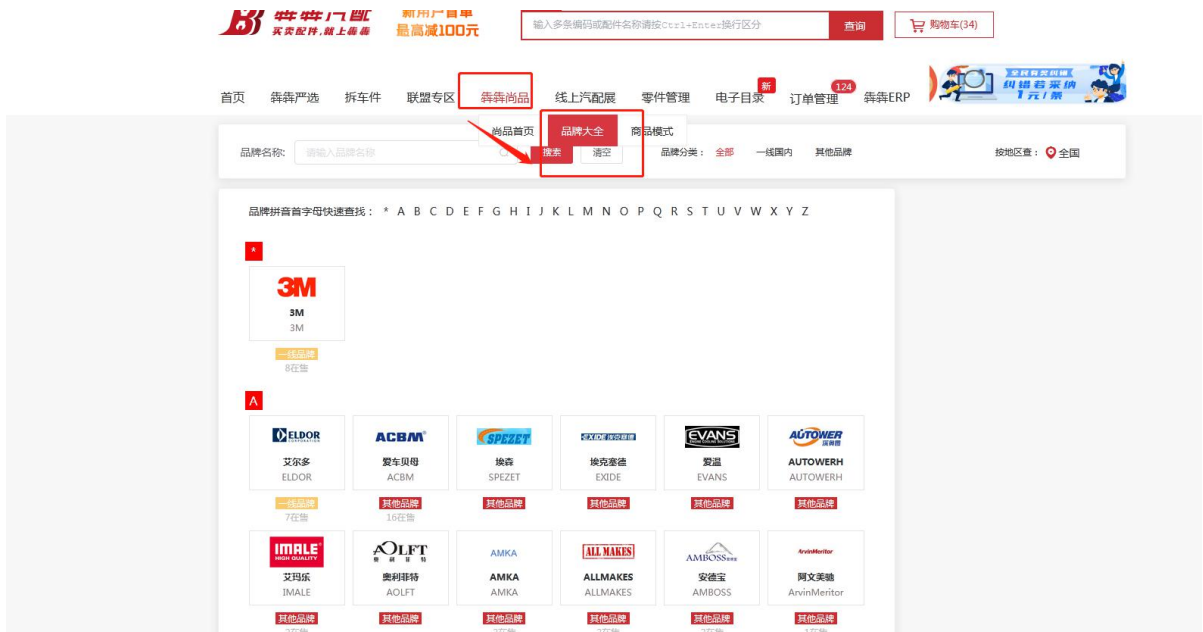 犇犇汽配 新用户首单
买卖配件,就上犇犇 最高减100元
输入多条编码或配件名称请按Ctrl+Enter换行区分 查询 购物车(34)
全民有奖纠错
纠错若采纳
1元/条
首页 犇犇严选 拆车件 联盟专区 犇犇尚品 线上汽配展 零件管理 电子目录 新 订单管理 124 犇犇ERP
尚品首页 品牌大全 商品模式
品牌名称: 请输入品牌名称 搜索 清空 品牌分类: 全部 一线国内 其他品牌 按地区查: 全国
品牌拼音首字母快速查找: * A B C D E F G H I J K L M N O P Q R S T U V W X Y Z
*
3M
3M
3M
一线品牌
8在售
A
ELDOR ACBM SPEZET EXIDE 埃克塞德 EVANS AUTOWER
艾尔多 爱车贝母 埃森 埃克塞德 爱温 AUTOWERH
ELDOR ACBM SPEZET EXIDE EVANS AUTOWERH
一线品牌 其他品牌 其他品牌 其他品牌 其他品牌 其他品牌
7在售 16在售
IMALE AOLFT AMKA ALL MAKES AMBOSS ArvinMeritor
HIGH QUALITY 奥利菲特
艾玛乐 奥利菲特 AMKA ALLMAKES 安德宝 阿文美驰
IMALE AOLFT AMKA ALLMAKES AMBOSS ArvinMeritor
其他品牌 其他品牌 其他品牌 其他品牌 其他品牌 其他品牌